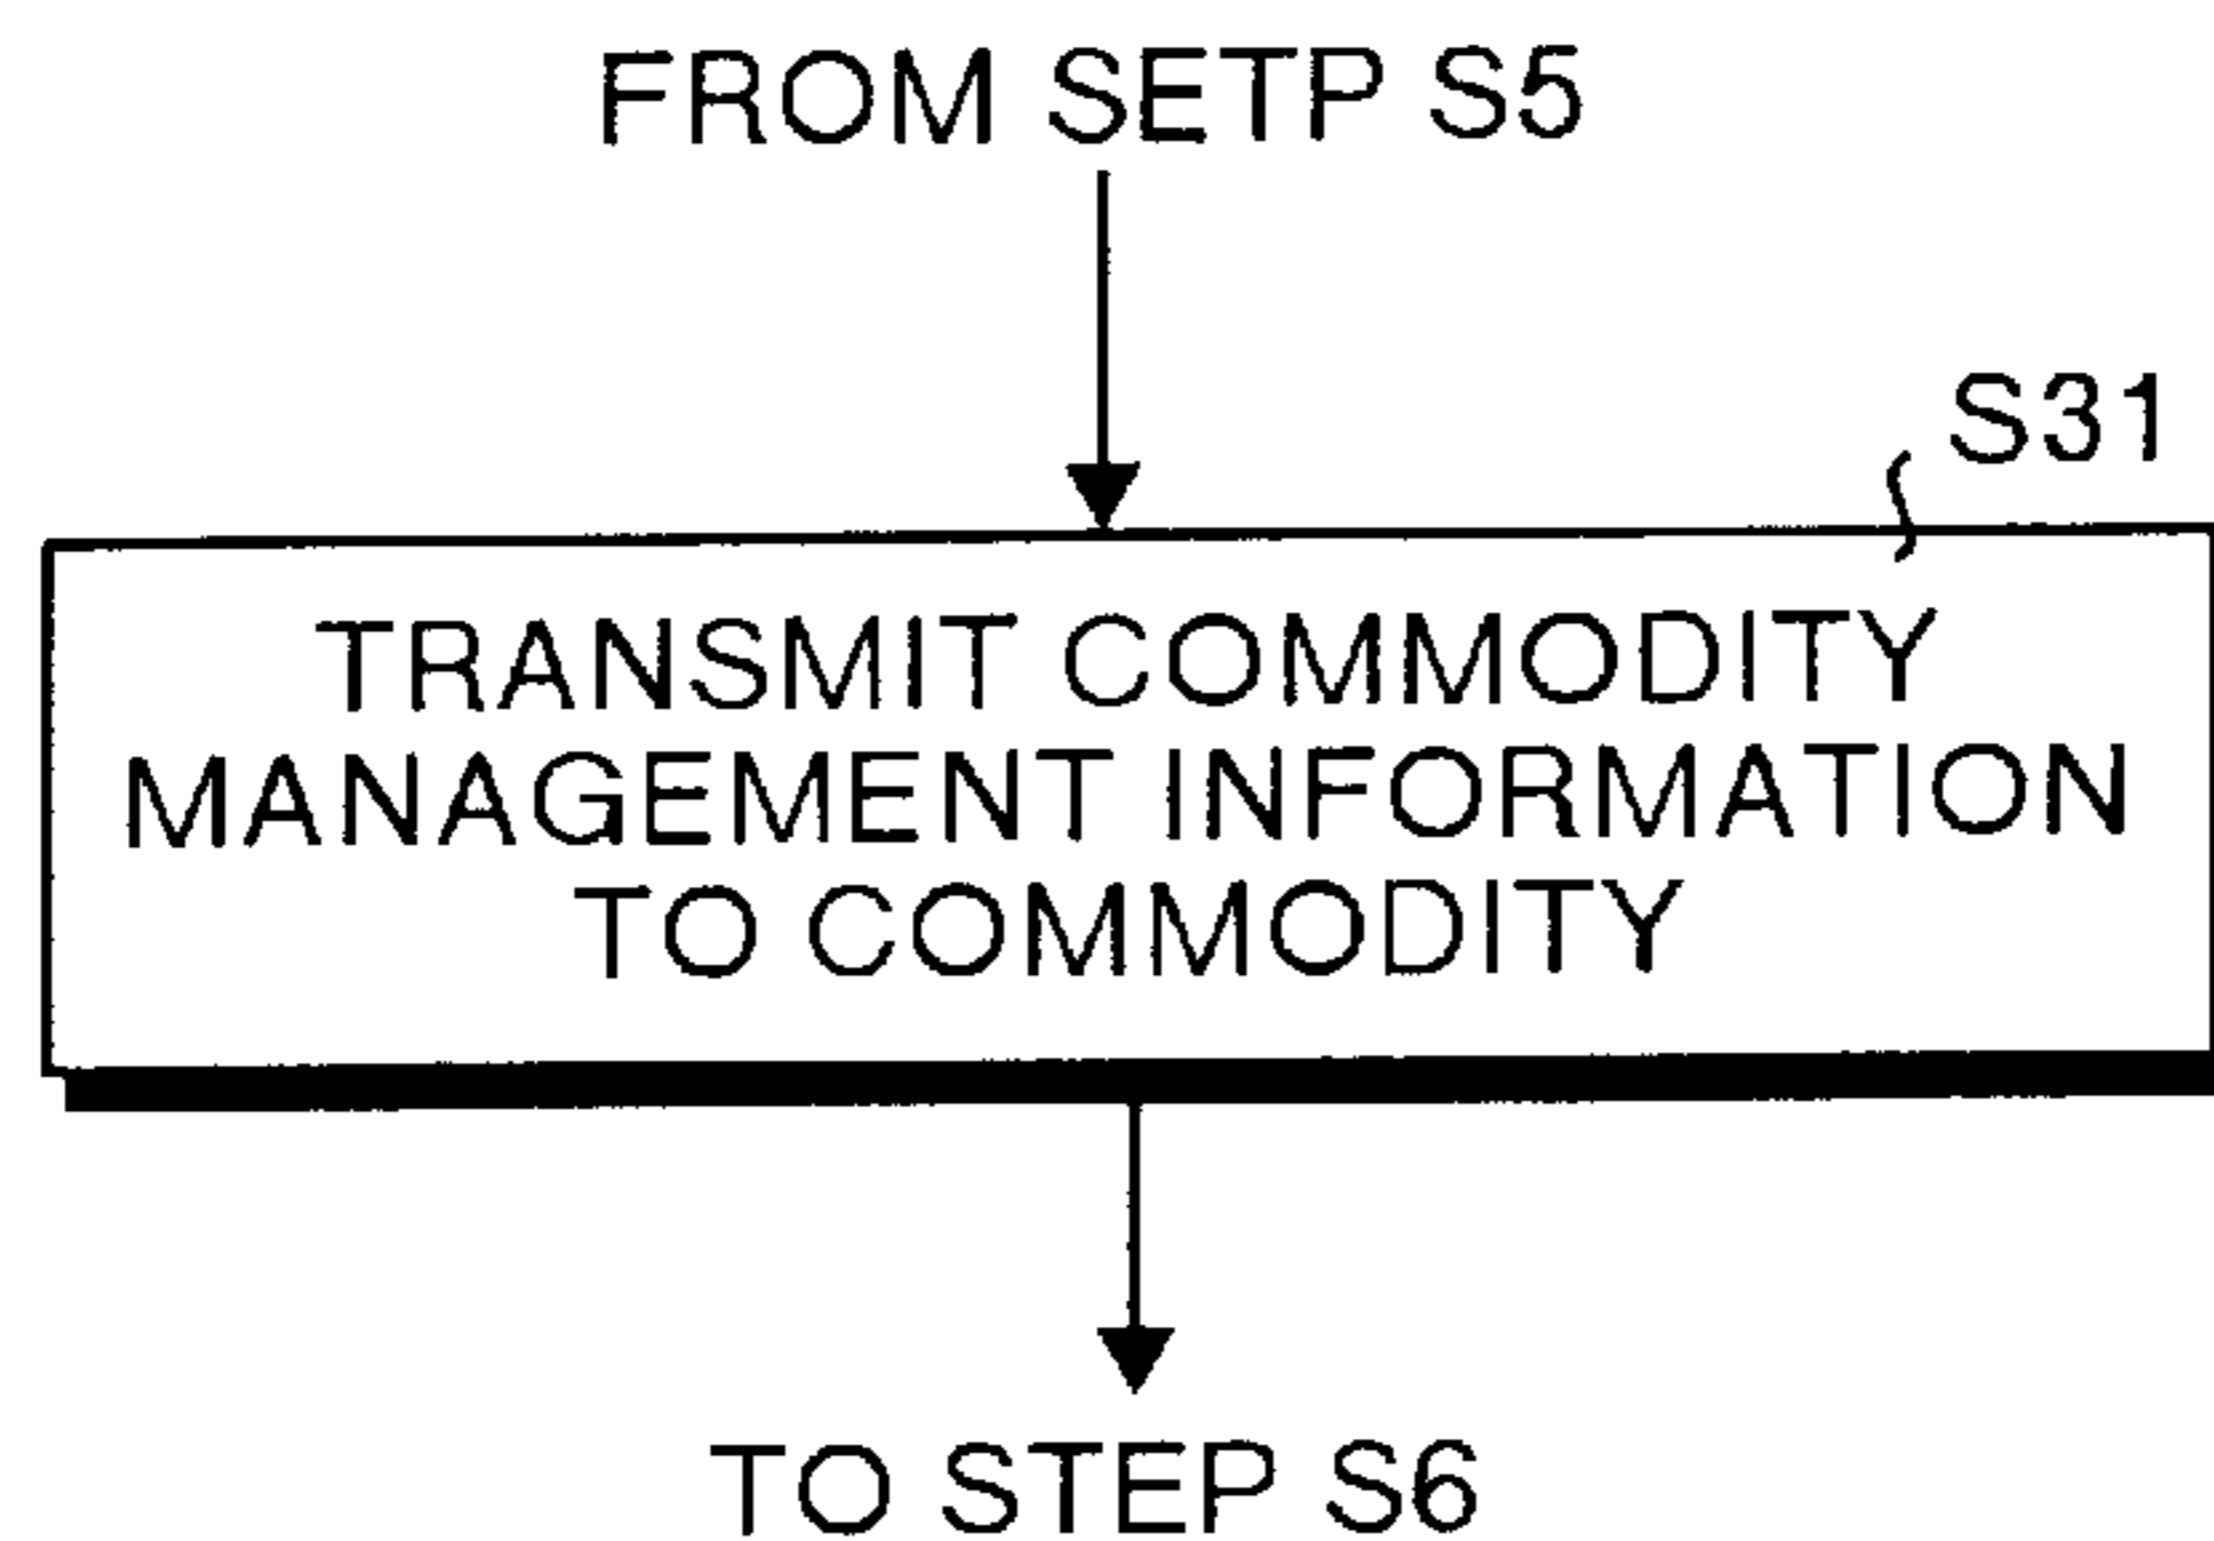 FROM SETP S5
S31
TRANSMIT COMMODITY
MANAGEMENT INFORMATION
TO COMMODITY
TO STEP S6